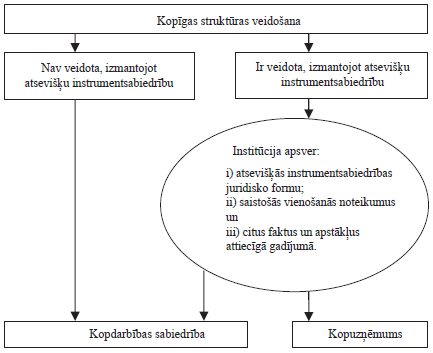 Kopīgas struktūras veidošana
Nav veidota, izmantojot
atsevišķu instrumentsabiedrību
Ir veidota, izmantojot atsevišķu
instrumentsabiedrību
Institūcija apsver:
i) atsevišķās instrumentsabiedrības
juridisko formu;
ii) saistošās vienošanās noteikumus
un
iii) citus faktus un apstākļus
attiecīgā gadījumā.
Kopdarbības sabiedrība
Kopuzņēmums